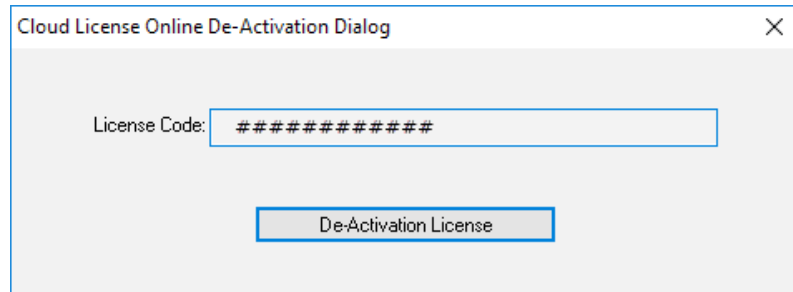 Cloud License Online De-Activation Dialog
License Code: ############
De-Activation License